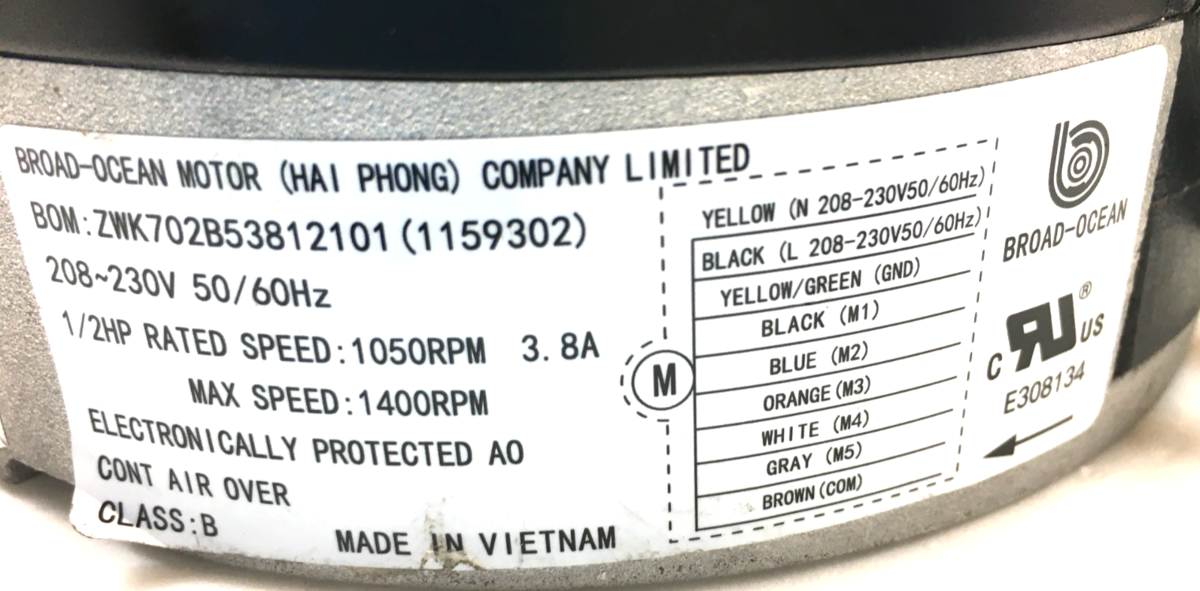 BROAD-OCEAN MOTOR (HAI PHONG) COMPANY LIMITED
BOM:ZWK702B53812101(1159302)
208~230V 50/60Hz
1/2HP RATED SPEED:1050RPM 3.8A
MAX SPEED:1400RPM
ELECTRONICALLY PROTECTED AO
CONT AIR OVER
CLASS:B
MADE IN VIETNAM
M
YELLOW (N 208-230V50/60Hz)
BLACK (L 208-230V50/60Hz)
YELLOW/GREEN (GND)
BLACK (M1)
BLUE (M2)
ORANGE (M3)
WHITE (M4)
GRAY (M5)
BROWN (COM)
BROAD-OCEAN
C RU US ®
E308134